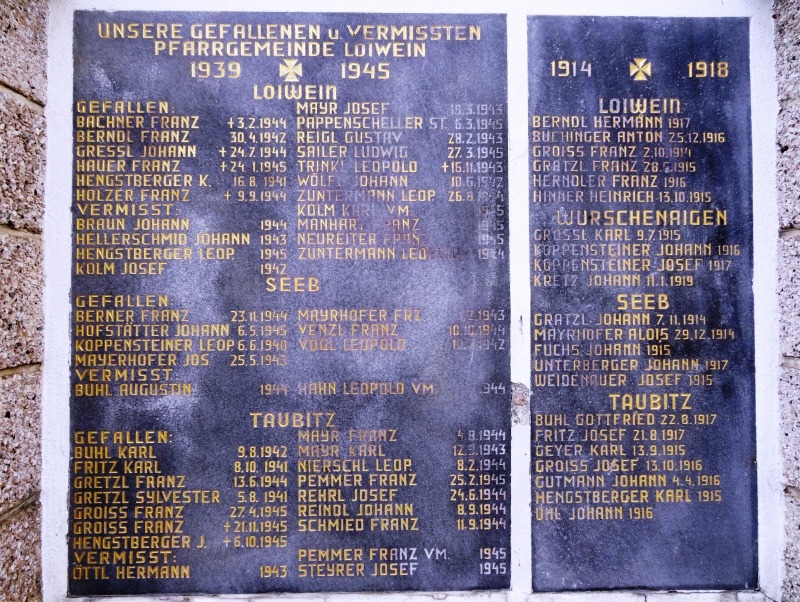 UNSERE GEFALLENEN u. VERMISSTEN
PFARRGEMEINDE LOIWEIN
1939 1945
LOIWEIN
GEFALLEN: MAYR JOSEF 19.3.1943
BACHNER FRANZ +3.2.1944 PAPPENSCHELLER ST. 6.3.1945
BERNDL FRANZ 30.4.1942 REIGL GUSTAV 28.2.1943
GRESSL JOHANN +24.7.1944 SAILER LUDWIG 27.3.1945
HAUER FRANZ +24.1.1945 TRINKL LEOPOLD +15.11.1943
HENGSTBERGER K. 16.8.1941 WÖLFL JOHANN
HOLZER FRANZ +9.9.1944 ZUNTERMANN LEOP.
VERMISST: KOLM KARL VM.
BRAUN JOHANN 1944 MANHART FRANZ
HELLERSCHMID JOHANN 1943 NEUREITER FRANZ 1945
HENGSTBERGER LEOP. 1945 ZUNTERMANN 1944
KOLM JOSEF 1942
SEEB
GEFALLEN:
BERNER FRANZ 23.11.1944 MAYRHOFER FRZ
HOFSTÄTTER JOHANN 6.5.1945 VENZL FRANZ 10.10.1944
KOPPENSTEINER LEOP. 6.6.1940 VOGL LEOPOLD
MAYERHOFER JOS. 25.5.1943
VERMISST:
BUHL AUGUSTIN 1944 HAHN LEOPOLD VM. 1944
TAUBITZ
GEFALLEN: MAYR FRANZ 4.8.1944
BUHL KARL 9.8.1942 MAYR KARL
FRITZ KARL 8.10.1941 NIERSCHL LEOP. 8.2.1944
GRETZL FRANZ 13.6.1944 PEMMER FRANZ 25.2.1945
GRETZL SYLVESTER 5.8.1941 REHRL JOSEF 24.6.1944
GROISS FRANZ 27.4.1945 REINDL JOHANN 8.9.1944
GROISS FRANZ +21.11.1945 SCHMIED FRANZ 11.9.1944
HENGSTBERGER J. +6.10.1945
VERMISST: PEMMER FRANZ VM. 1945
ÖTTL HERMANN 1943 STEYRER JOSEF 1945
1914 1918
LOIWEIN
BERNDL HERMANN 1917
BUCHINGER ANTON 25.12.1916
GROISS FRANZ 2.10.1914
GRATZL FRANZ 28.6.1915
HERNDLER FRANZ 1916
HINNER HEINRICH 13.10.1915
WURSCHENAIGEN
GROSSL KARL 9.7.1915
KOPPENSTEINER JOHANN 1916
KOPPENSTEINER JOSEF 1917
KRETZ JOHANN 11.1.1919
SEEB
GRATZL JOHANN 7.11.1914
MAYRHOFER ALOIS 29.12.1914
FUCHS JOHANN 1915
UNTERBERGER JOHANN 1917
WEIDENAUER JOSEF 1915
TAUBITZ
BUHL GOTTFRIED 22.8.1917
FRITZ JOSEF 21.8.1917
GEYER KARL 13.9.1915
GROISS JOSEF 13.10.1916
GUTMANN JOHANN 4.4.1916
HENGSTBERGER KARL 1915
UHL JOHANN 1916